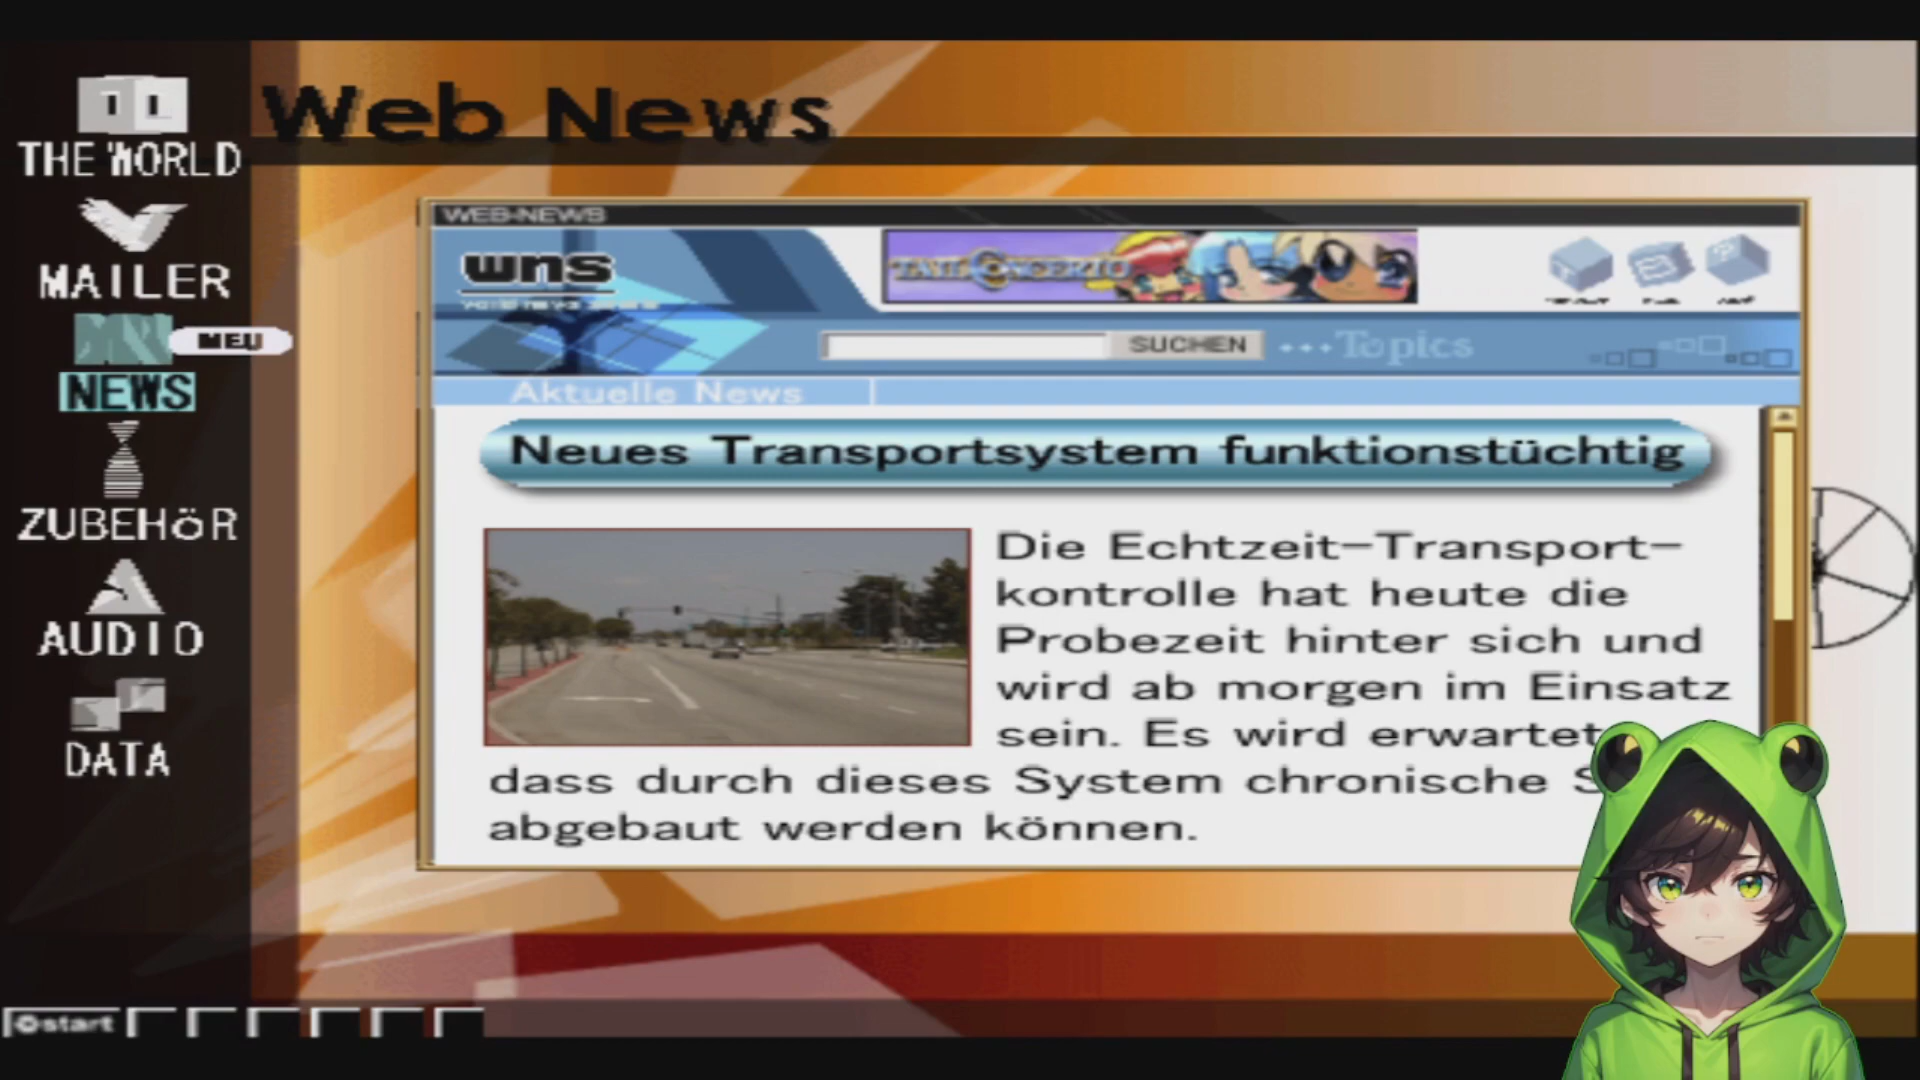 Web News
THE WORLD
MAILER
NEU
NEWS
ZUBEHöR
AUDIO
DATA
WEB-NEWS
wns
TAIL CONCERTO
SUCHEN
Topics
Aktuelle News
Neues Transportsystem funktionstüchtig
Die Echtzeit-Transport-
kontrolle hat heute die
Probezeit hinter sich und
wird ab morgen im Einsatz
sein. Es wird erwartet
dass durch dieses System chronische
abgebaut werden können.
start